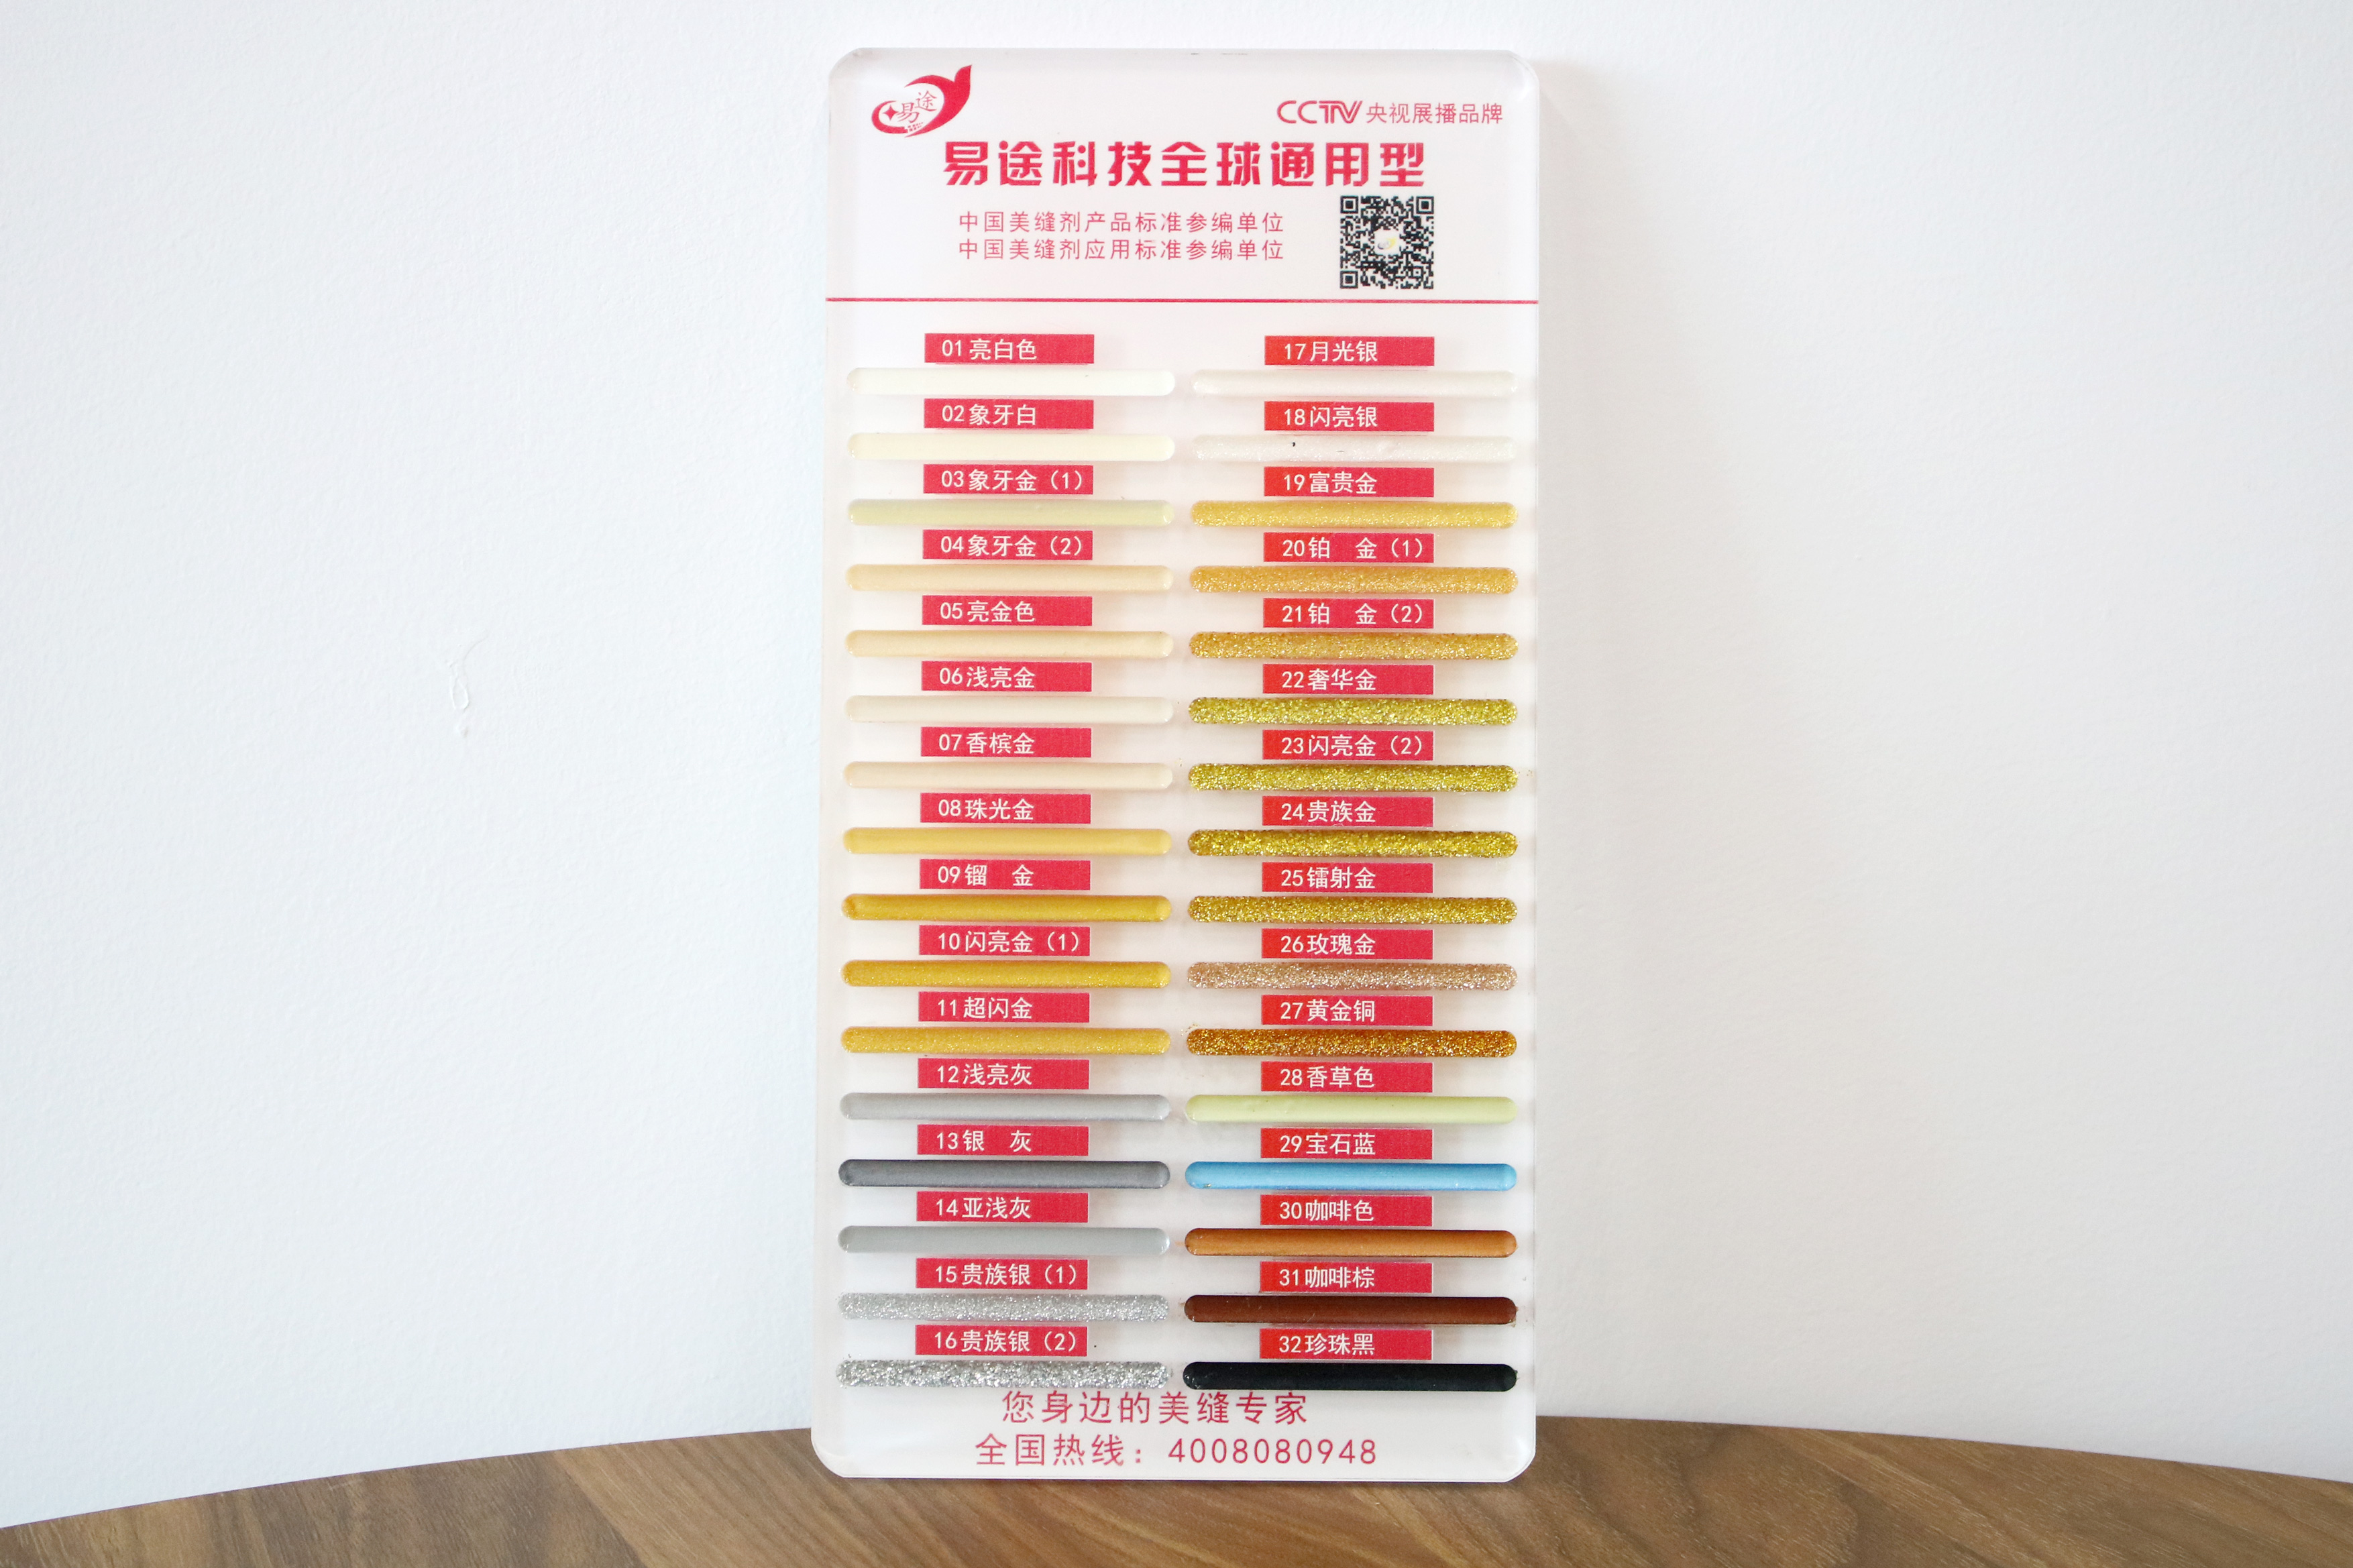 易途
CCTV 央视展播品牌
易途科技全球通用型
中国美缝剂产品标准参编单位
中国美缝剂应用标准参编单位
01亮白色
02象牙白
03象牙金（1）
04象牙金（2）
05亮金色
06浅亮金
07香槟金
08珠光金
09镏 金
10闪亮金（1）
11超闪金
12浅亮灰
13银 灰
14亚浅灰
15贵族银（1）
16贵族银（2）
17月光银
18闪亮银
19富贵金
20铂 金（1）
21铂 金（2）
22奢华金
23闪亮金（2）
24贵族金
25镭射金
26玫瑰金
27黄金铜
28香草色
29宝石蓝
30咖啡色
31咖啡棕
32珍珠黑
您身边的美缝专家
全国热线：4008080948